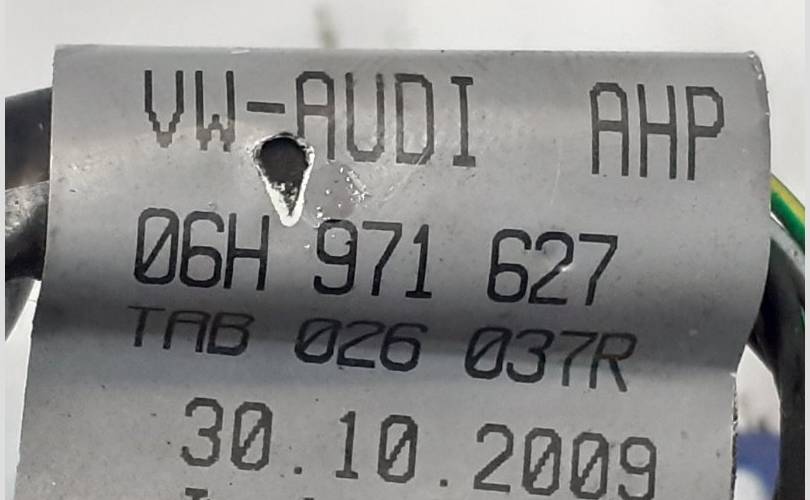 VW-AUDI AHP
06H 971 627
TAB 026 037R
30.10.2009